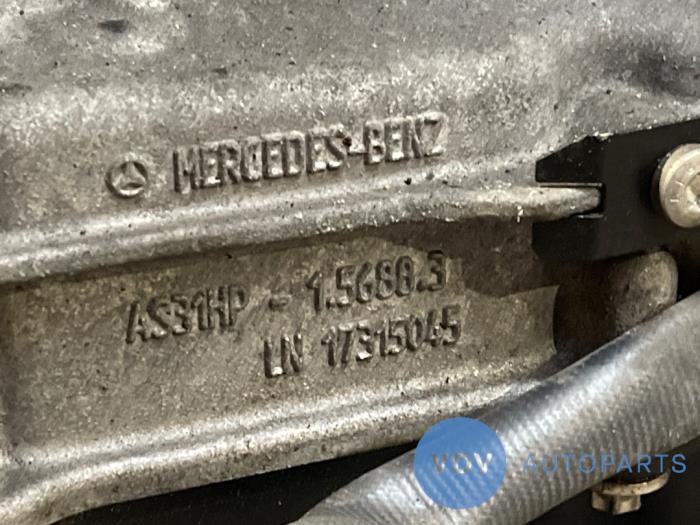 MERCEDES-BENZ
AS31HP - 1.5688.3
LN 17315045
VOV AUTOPARTS